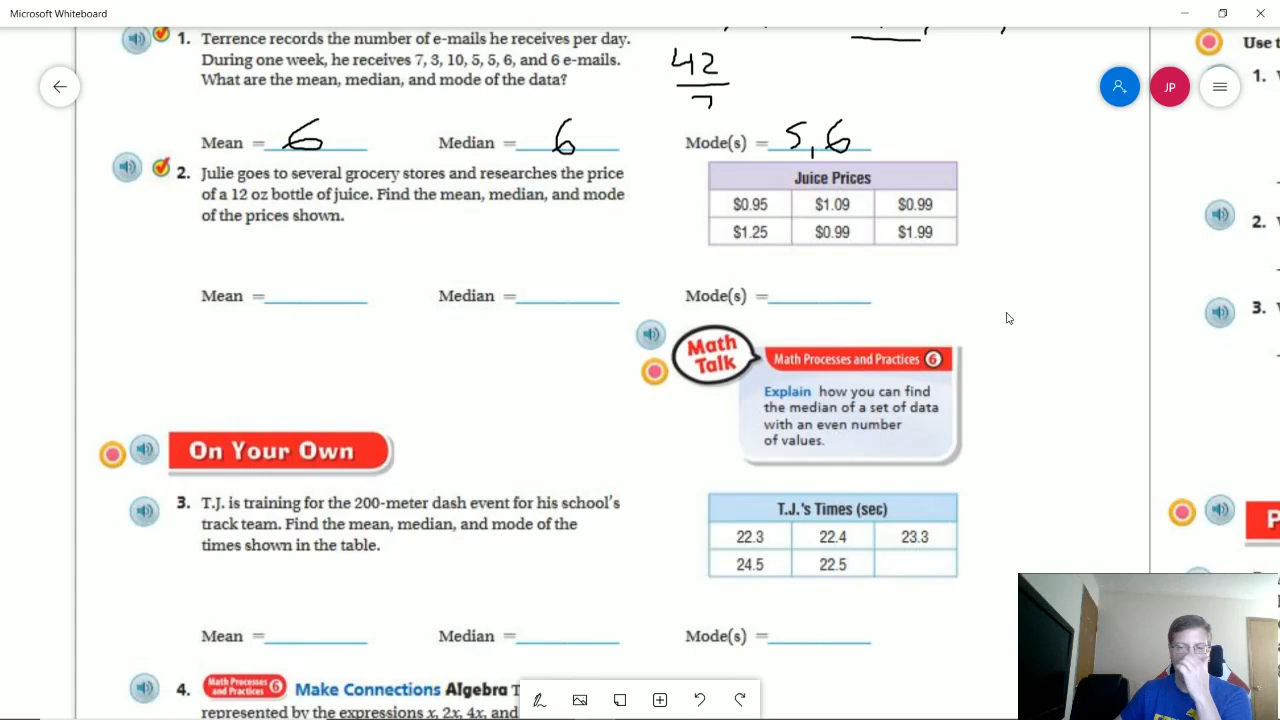 Microsoft Whiteboard
1. Terrence records the number of e-mails he receives per day.
During one week, he receives 7, 3, 10, 5, 5, 6, and 6 e-mails.
What are the mean, median, and mode of the data?
42
7
Mean = 6 Median = 6 Mode(s) = 5, 6
2. Julie goes to several grocery stores and researches the price
of a 12 oz bottle of juice. Find the mean, median, and mode
of the prices shown.
Juice Prices
$0.95 $1.09 $0.99
$1.25 $0.99 $1.99
Mean = Median = Mode(s) =
Math
Talk
Math Processes and Practices 6
Explain how you can find
the median of a set of data
with an even number
of values.
On Your Own
3. T.J. is training for the 200-meter dash event for his school's
track team. Find the mean, median, and mode of the
times shown in the table.
T.J.'s Times (sec)
22.3 22.4 23.3
24.5 22.5
Mean = Median = Mode(s) =
4. Math Processes and Practices 6 Make Connections Algebra T
represented by the expressions x, 2x, 4x, and
JP
Use t
1.
2.
3.
P